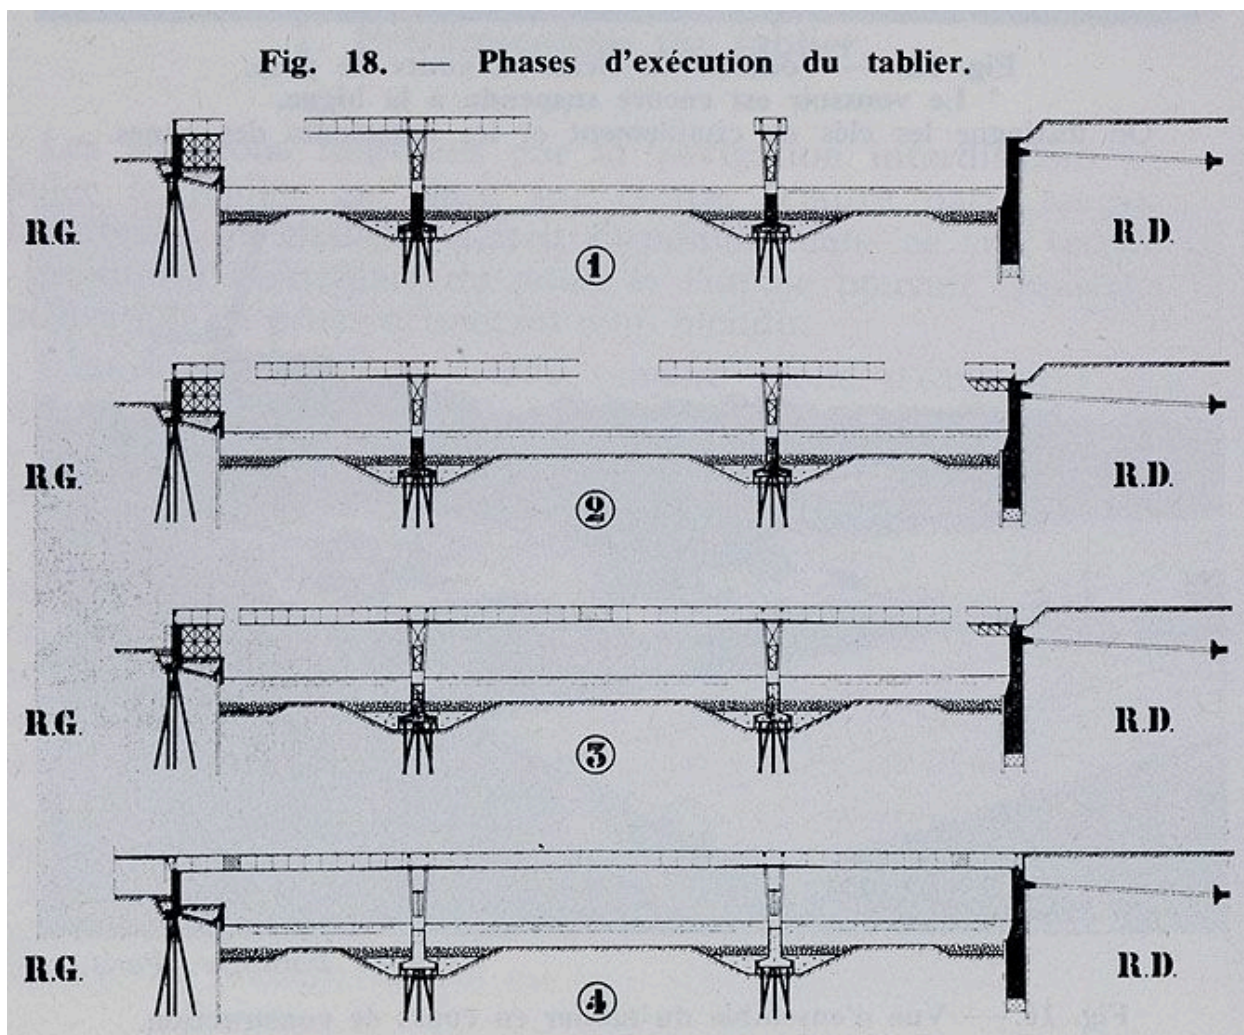 Fig. 18. — Phases d'exécution du tablier.
R.G.
1
R.D.
R.G.
2
R.D.
R.G.
3
R.D.
R.G.
4
R.D.